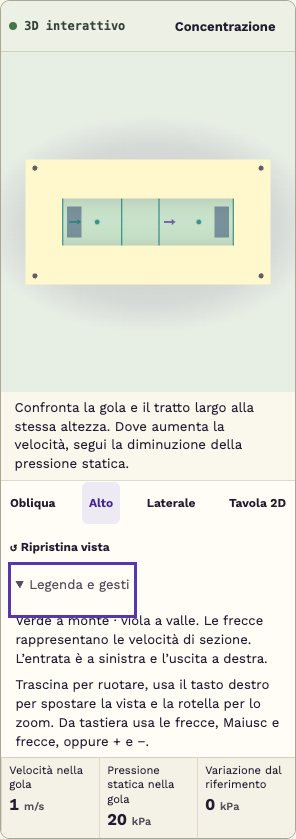 3D interattivo
Concentrazione
Confronta la gola e il tratto largo alla
stessa altezza. Dove aumenta la
velocità, segui la diminuzione della
pressione statica.
Obliqua Alto Laterale Tavola 2D
↺ Ripristina vista
▼ Legenda e gesti
Verde a monte · viola a valle. Le frecce
rappresentano le velocità di sezione.
L’entrata è a sinistra e l’uscita a destra.
Trascina per ruotare, usa il tasto destro
per spostare la vista e la rotella per lo
zoom. Da tastiera usa le frecce, Maiusc e
frecce, oppure + e −.
Velocità nella
gola
1 m/s
Pressione
statica nella
gola
20 kPa
Variazione dal
riferimento
0 kPa